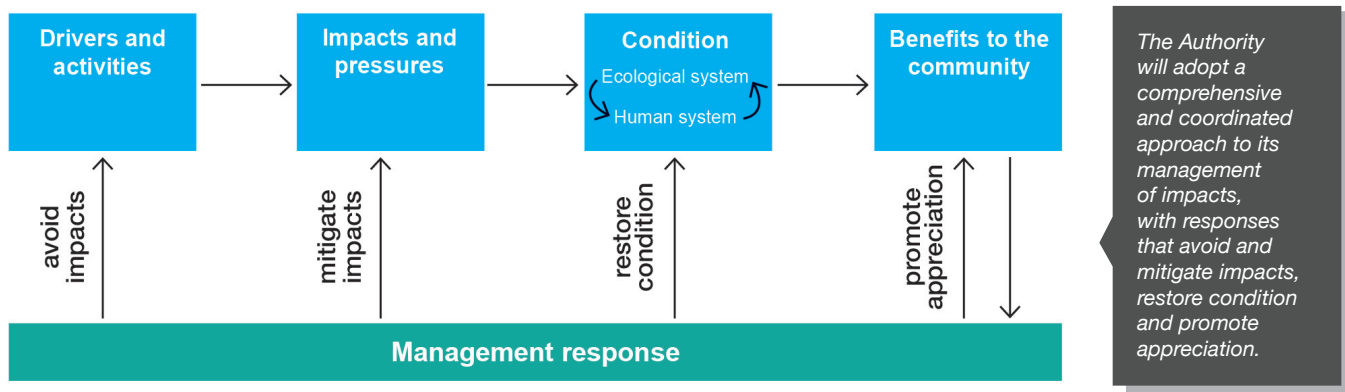 Drivers and
activities
Impacts and
pressures
Condition
Ecological system
Human system
Benefits to the
community
avoid
impacts
mitigate
impacts
restore
condition
promote
appreciation
Management response
The Authority
will adopt a
comprehensive
and coordinated
approach to its
management
of impacts,
with responses
that avoid and
mitigate impacts,
restore condition
and promote
appreciation.